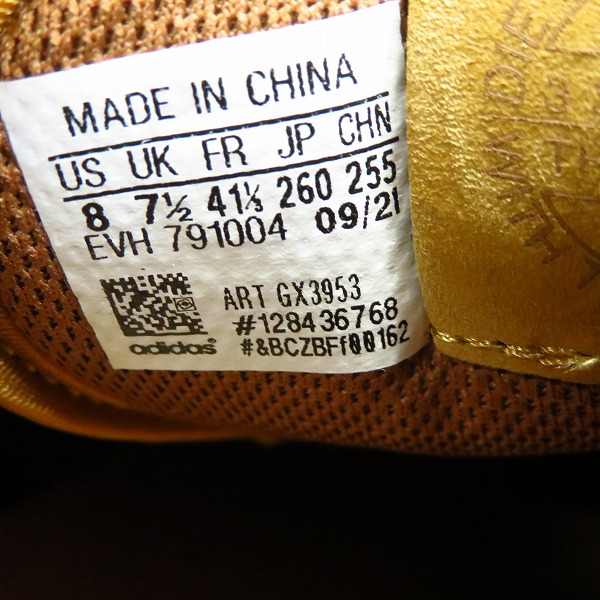 MADE IN CHINA
US UK FR JP CHN
8 7½ 41⅓ 260 255
EVH 791004 09/21
ART GX3953
#128436768
adidas #&BCZBFf00162